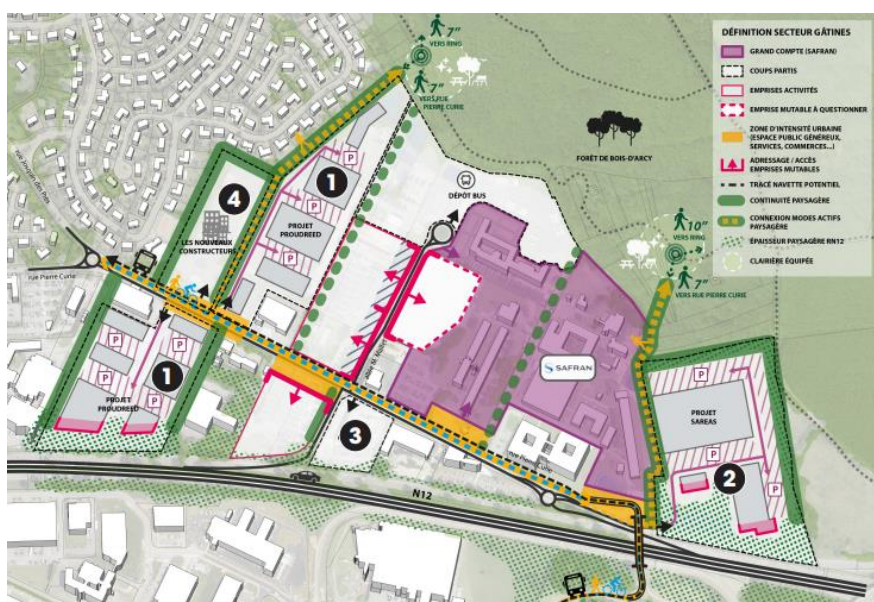 7’’
VERS RING
7’’
VERS RUE
PIERRE CURIE
DÉFINITION SECTEUR GÂTINES
GRAND COMPTE (SAFRAN)
COUPS PARTIS
EMPRISES ACTIVITÉS
EMPRISE MUTABLE À QUESTIONNER
ZONE D'INTENSITÉ URBAINE
(ESPACE PUBLIC GÉNÉREUX,
SERVICES, COMMERCES...)
ADRESSAGE / ACCÈS
EMPRISES MUTABLES
TRACÉ NAVETTE POTENTIEL
CONTINUITÉ PAYSAGÈRE
CONNEXION MODES ACTIFS
PAYSAGÈRE
ÉPAISSEUR PAYSAGÈRE RN12
CLAIRIÈRE ÉQUIPÉE
FORÊT DE BOIS-D'ARCY
P
1
P
PROJET
PROUDREED
P
DÉPÔT BUS
4
LES NOUVEAUX
CONSTRUCTEURS
10’’
VERS RING
7’’
VERS RUE PIERRE CURIE
rue Pierre Curie
SAFRAN
P
P
1
PROJET
PROUDREED
P
P
3
rue Pierre Curie
P
PROJET
SAREAS
P
2
P
N12